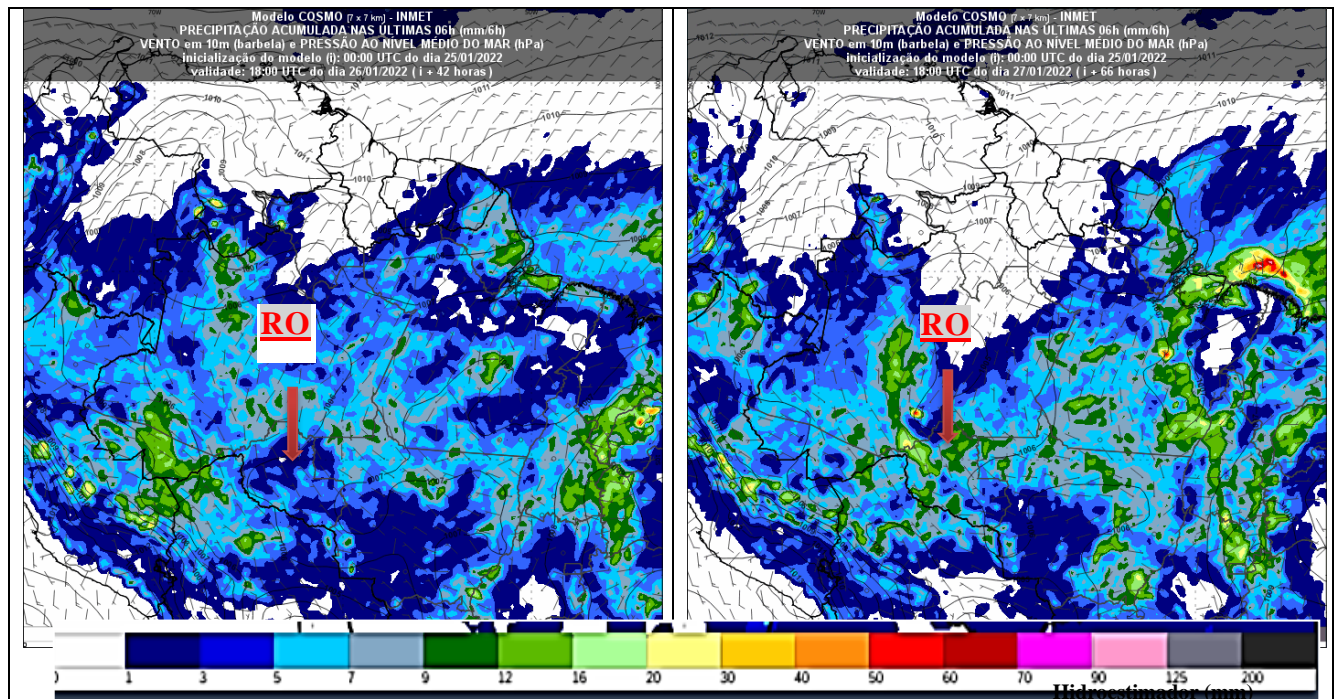 Modelo COSMO [7 x 7 km] - INMET
PRECIPITAÇÃO ACUMULADA NAS ÚLTIMAS 06h (mm/6h)
VENTO em 10m (barbela) e PRESSÃO AO NÍVEL MÉDIO DO MAR (hPa)
inicialização do modelo (i): 00:00 UTC do dia 25/01/2022
validade: 18:00 UTC do dia 26/01/2022 ( i + 42 horas )
RO
Modelo COSMO [7 x 7 km] - INMET
PRECIPITAÇÃO ACUMULADA NAS ÚLTIMAS 06h (mm/6h)
VENTO em 10m (barbela) e PRESSÃO AO NÍVEL MÉDIO DO MAR (hPa)
inicialização do modelo (i): 00:00 UTC do dia 25/01/2022
validade: 18:00 UTC do dia 27/01/2022 ( i + 66 horas )
RO
0 1 3 5 7 9 12 16 20 30 40 50 60 70 90 125 200
Hidroestimador (mm)